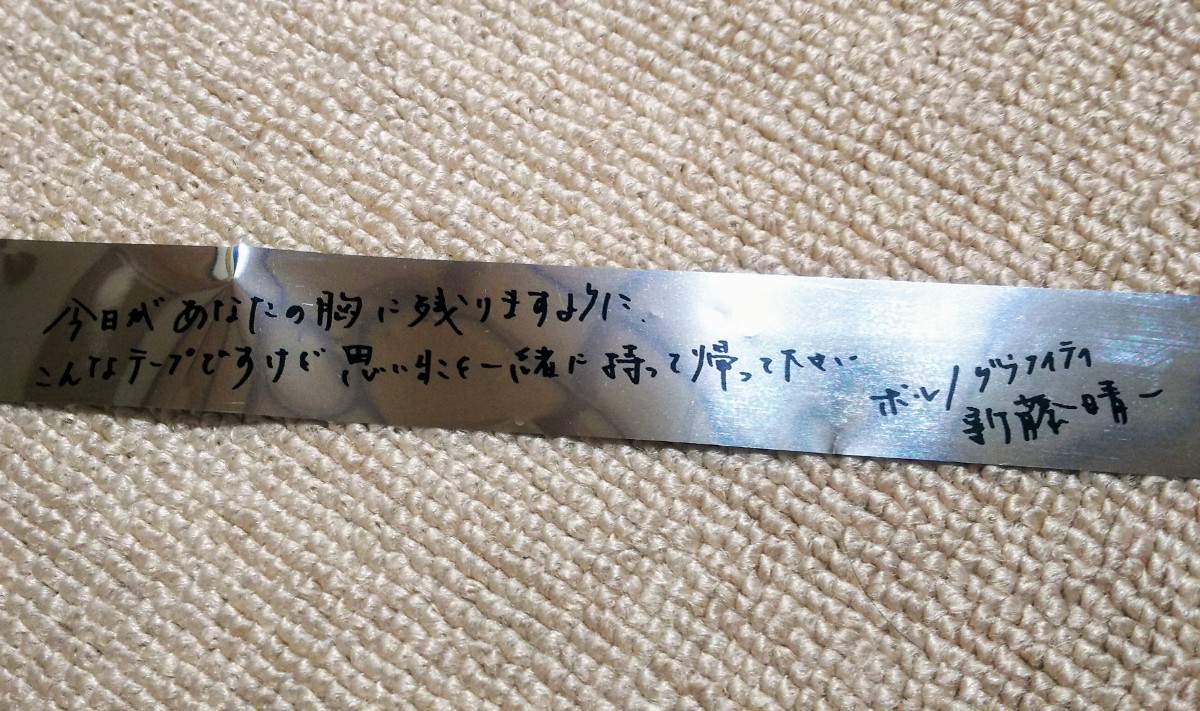 今日があなたの胸に残りますように.
こんなテープですけど思い出と一緒に持って帰って下さい
ポルノグラフィティ
新藤晴一